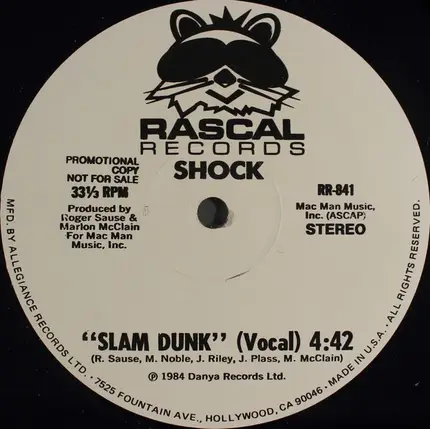 RASCAL
RECORDS
SHOCK
PROMOTIONAL
COPY
NOT FOR SALE
33⅓ RPM
Produced by
Roger Sause &
Marlon McClain
For Mac Man
Music, Inc.
RR-841
Mac Man Music,
Inc. (ASCAP)
STEREO
“SLAM DUNK” (Vocal) 4:42
(R. Sause, M. Noble, J. Riley, J. Plass, M. McClain)
℗ 1984 Danya Records Ltd.
MFD. BY ALLEGIANCE RECORDS LTD. • 7525 FOUNTAIN AVE., HOLLYWOOD, CA 90046 • MADE IN U.S.A. • ALL RIGHTS RESERVED.